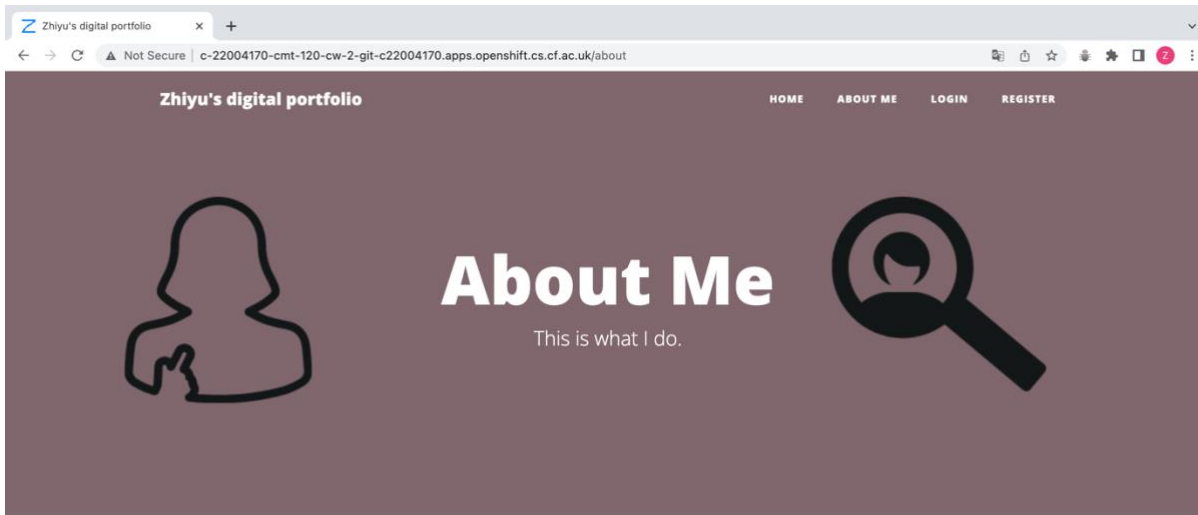 Zhiyu's digital portfolio
Not Secure c-22004170-cmt-120-cw-2-git-c22004170.apps.openshift.cs.cf.ac.uk/about
Z
Zhiyu's digital portfolio HOME ABOUT ME LOGIN REGISTER
About Me
This is what I do.